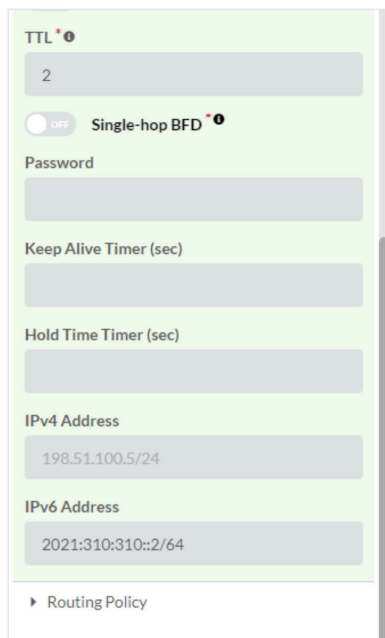 TTL*
2
OFF Single-hop BFD*
Password
Keep Alive Timer (sec)
Hold Time Timer (sec)
IPv4 Address
198.51.100.5/24
IPv6 Address
2021:310:310::2/64
Routing Policy